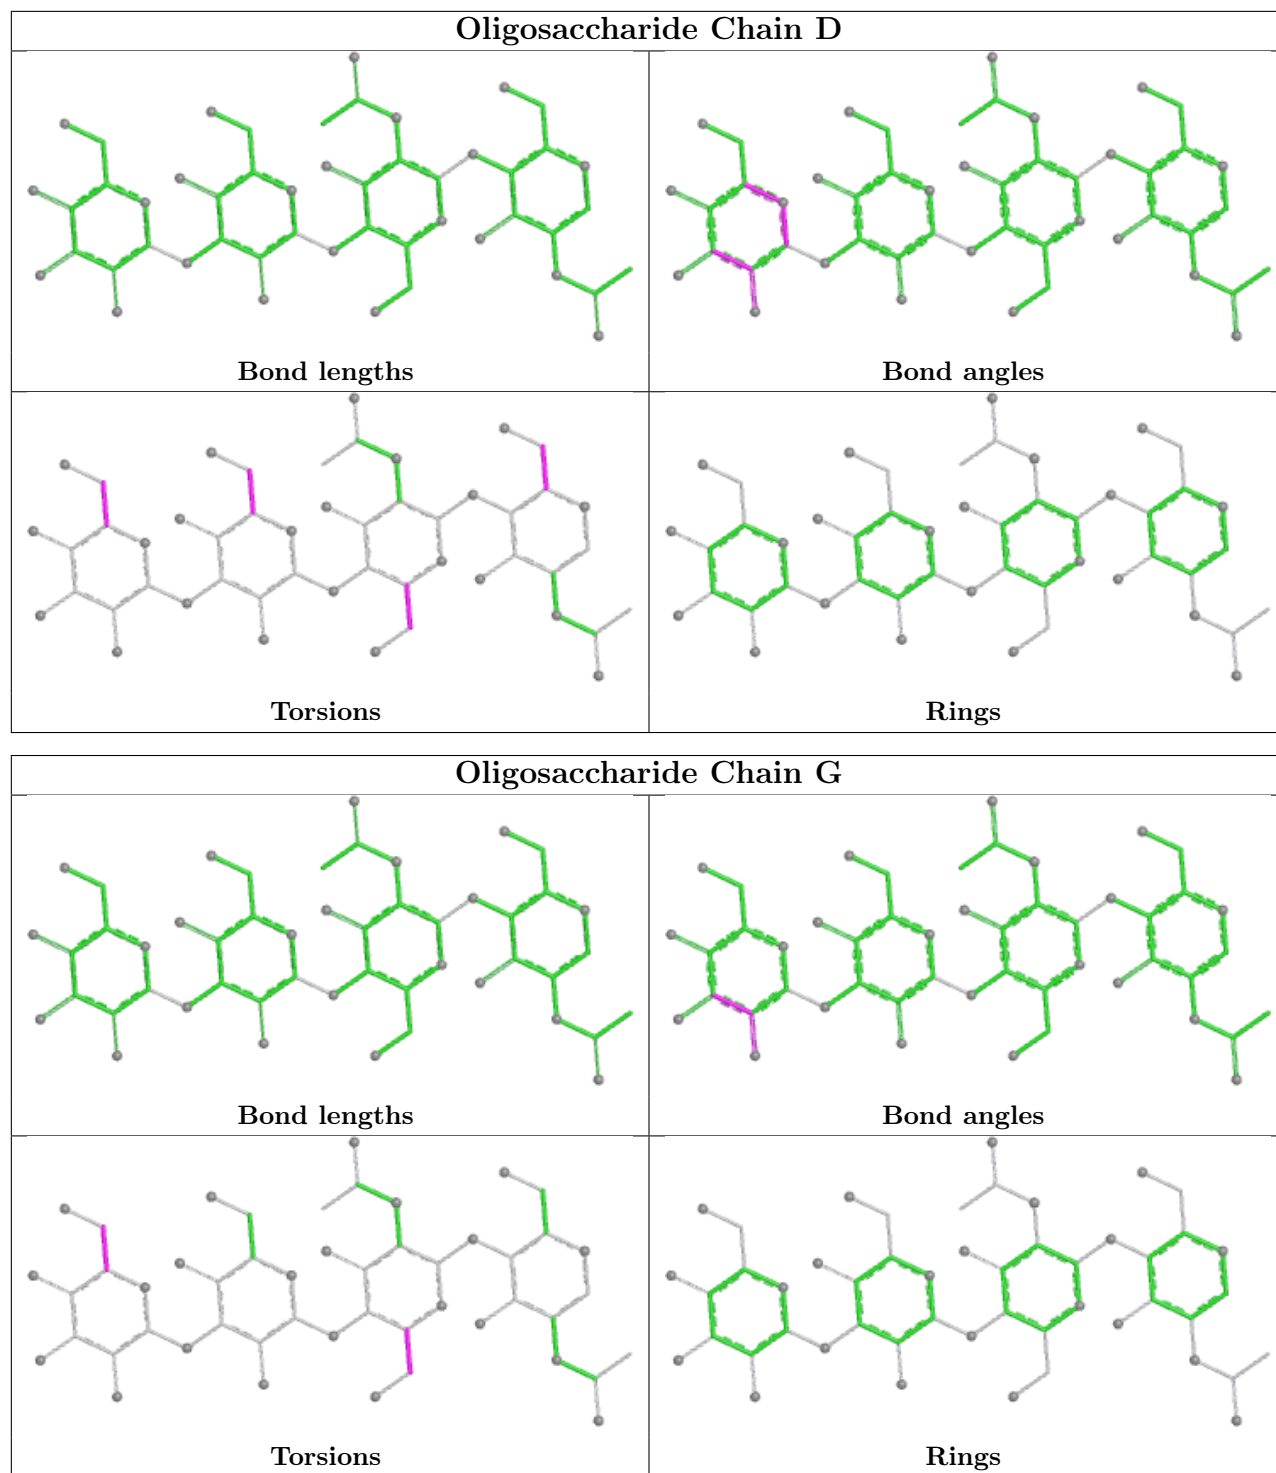 Oligosaccharide Chain D
Bond lengths
Bond angles
Torsions
Rings
Oligosaccharide Chain G
Bond lengths
Bond angles
Torsions
Rings